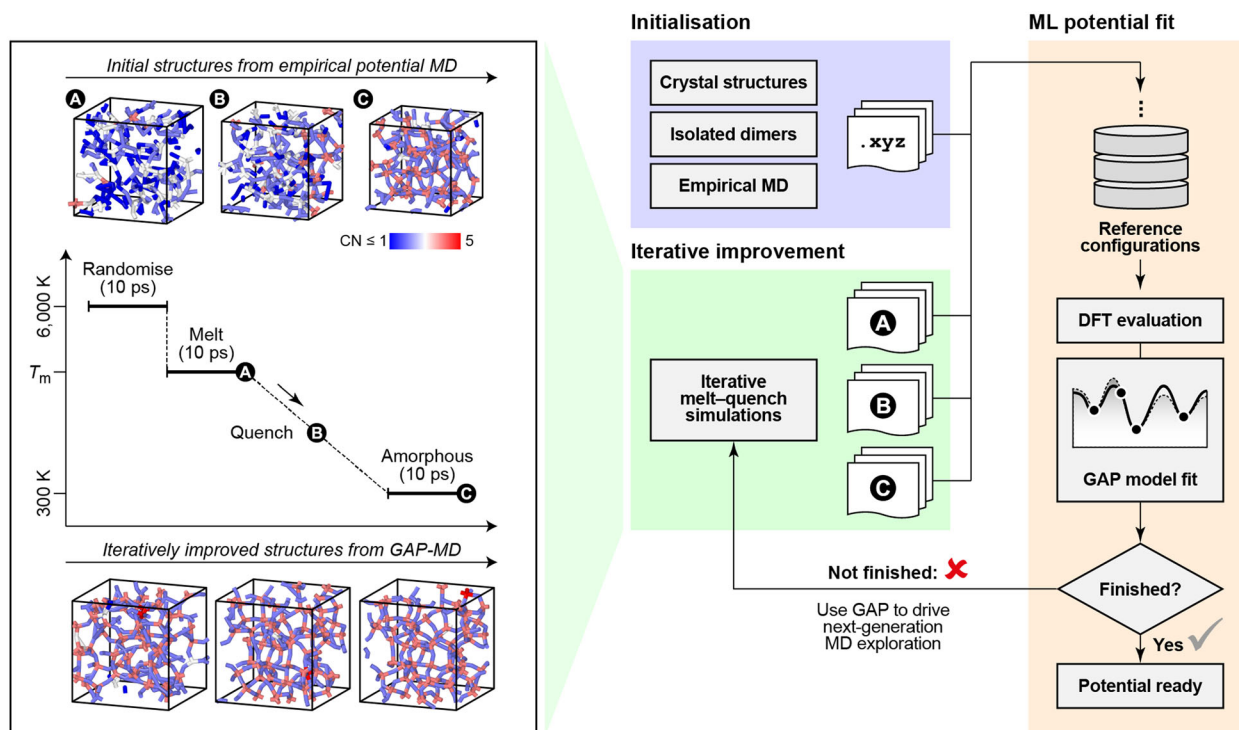 Initial structures from empirical potential MD
A
B
C
CN ≤ 1
5
Randomise
(10 ps)
6,000 K
Melt
(10 ps)
Tm
A
Quench
B
Amorphous
(10 ps)
300 K
C
Iteratively improved structures from GAP-MD
Initialisation
Crystal structures
Isolated dimers
Empirical MD
.xyz
Iterative improvement
Iterative
melt–quench
simulations
A
B
C
Not finished: ✘
Use GAP to drive
next-generation
MD exploration
ML potential fit
...
Reference
configurations
DFT evaluation
GAP model fit
Finished?
Yes ✓
Potential ready